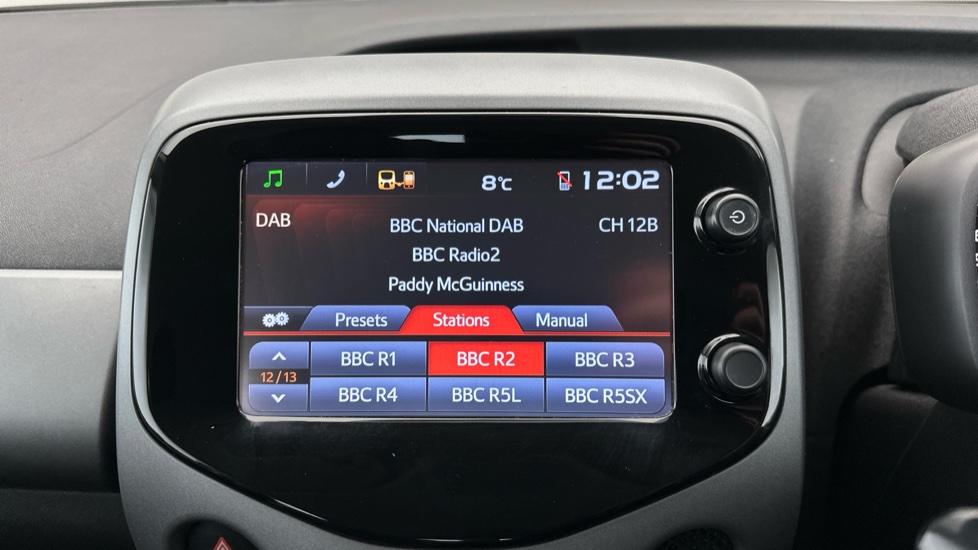 8°c 12:02
DAB BBC National DAB CH 12B
BBC Radio2
Paddy McGuinness
Presets Stations Manual
BBC R1 BBC R2 BBC R3
12/13
BBC R4 BBC R5L BBC R5SX